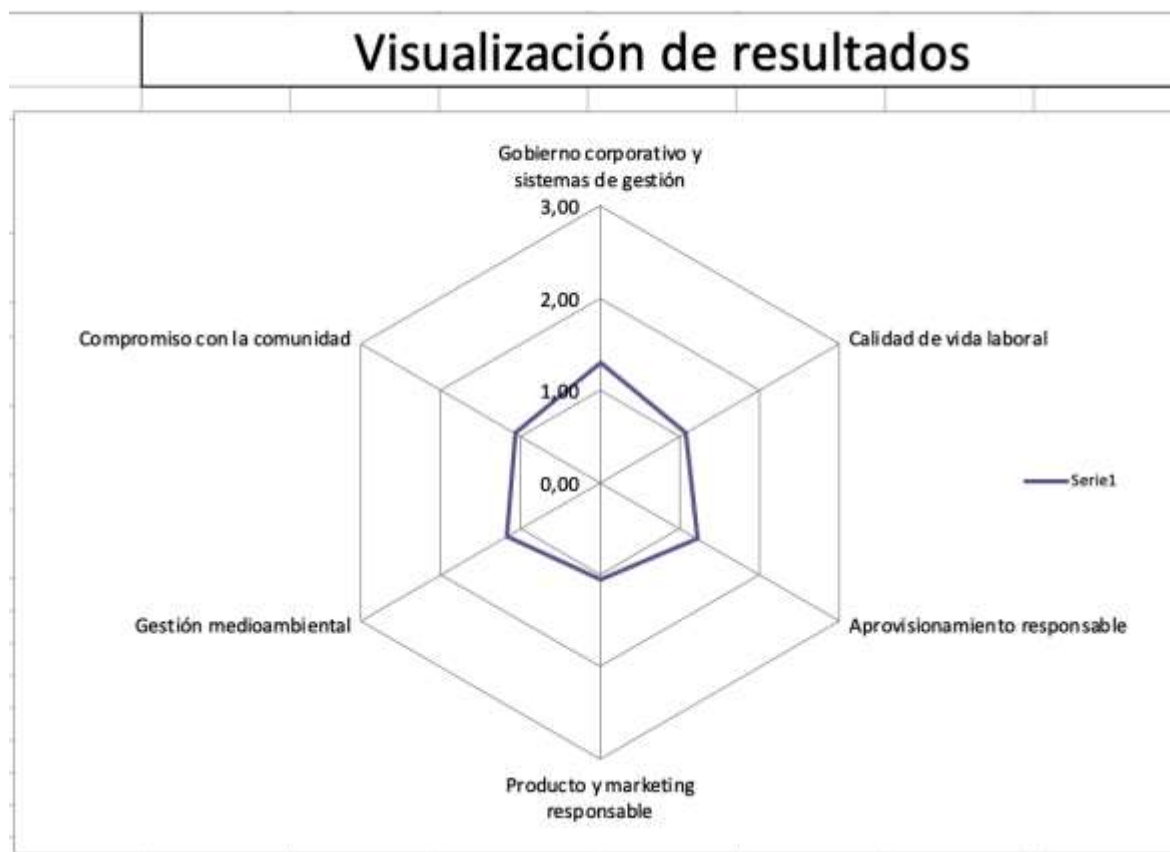 Visualización de resultados
Gobierno corporativo y
sistemas de gestión
3,00
2,00
Compromiso con la comunidad
Calidad de vida laboral
1,00
0,00
Serie1
Gestión medioambiental
Aprovisionamiento responsable
Producto y marketing
responsable